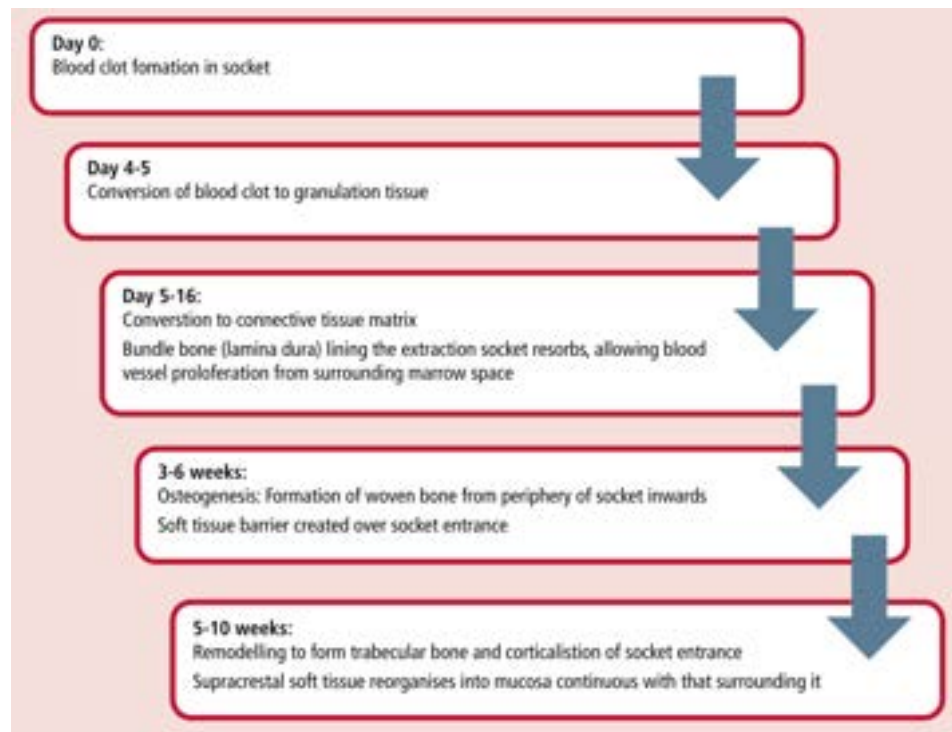 Day 0:
Blood clot fomation in socket
Day 4-5
Conversion of blood clot to granulation tissue
Day 5-16:
Converstion to connective tissue matrix
Bundle bone (lamina dura) lining the extraction socket resorbs, allowing blood
vessel proloferation from surrounding marrow space
3-6 weeks:
Osteogenesis: Formation of woven bone from periphery of socket inwards
Soft tissue barrier created over socket entrance
5-10 weeks:
Remodelling to form trabecular bone and corticalistion of socket entrance
Supracrestal soft tissue reorganises into mucosa continuous with that surrounding it